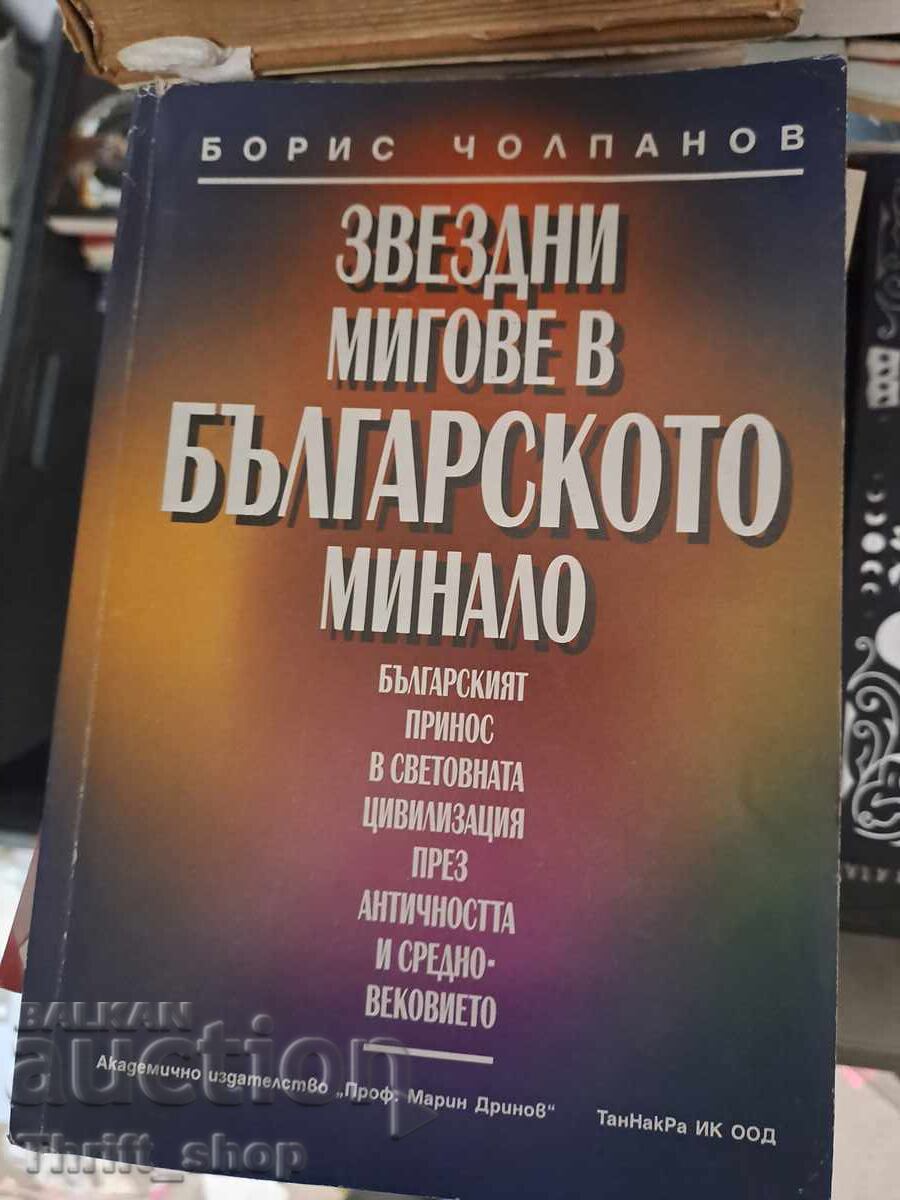 БОРИС ЧОЛПАНОВ
ЗВЕЗДНИ
МИГОВЕ В
БЪЛГАРСКОТО
МИНАЛО
БЪЛГАРСКИЯТ
ПРИНОС
В СВЕТОВНАТА
ЦИВИЛИЗАЦИЯ
ПРЕЗ
АНТИЧНОСТТА
И СРЕДНО-
ВЕКОВИЕТО
Академично издателство „Проф. Марин Дринов“
ТанНакРа ИК ООД
BALKAN
auction
Thrift_shop